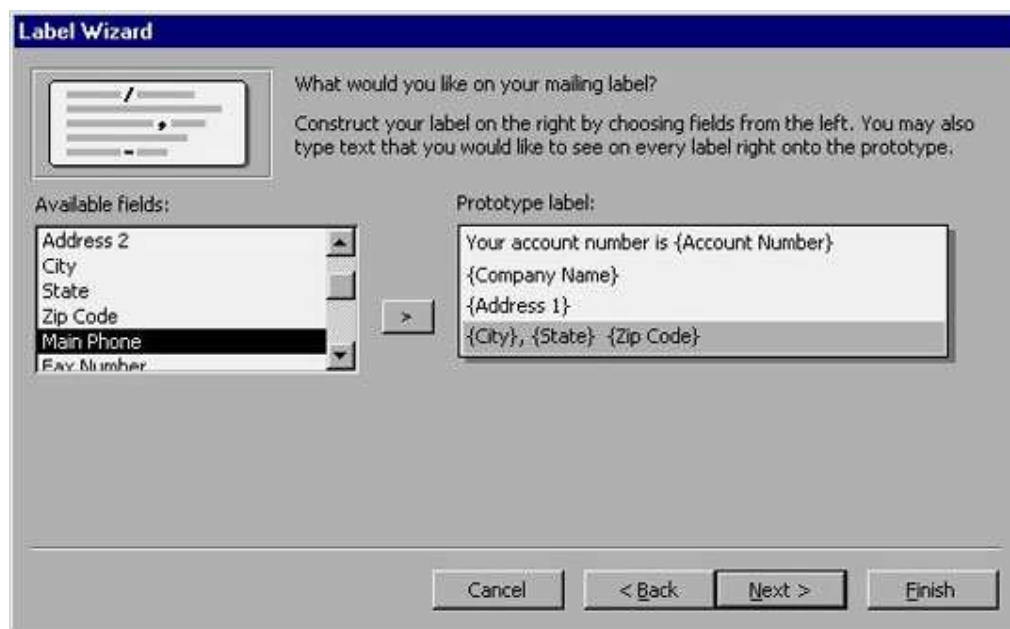 Label Wizard
What would you like on your mailing label?
Construct your label on the right by choosing fields from the left. You may also
type text that you would like to see on every label right onto the prototype.
Available fields:
Address 2
City
State
Zip Code
Main Phone
Fax Number
>
Prototype label:
Your account number is {Account Number}
{Company Name}
{Address 1}
{City}, {State} {Zip Code}
Cancel
< Back
Next >
Finish